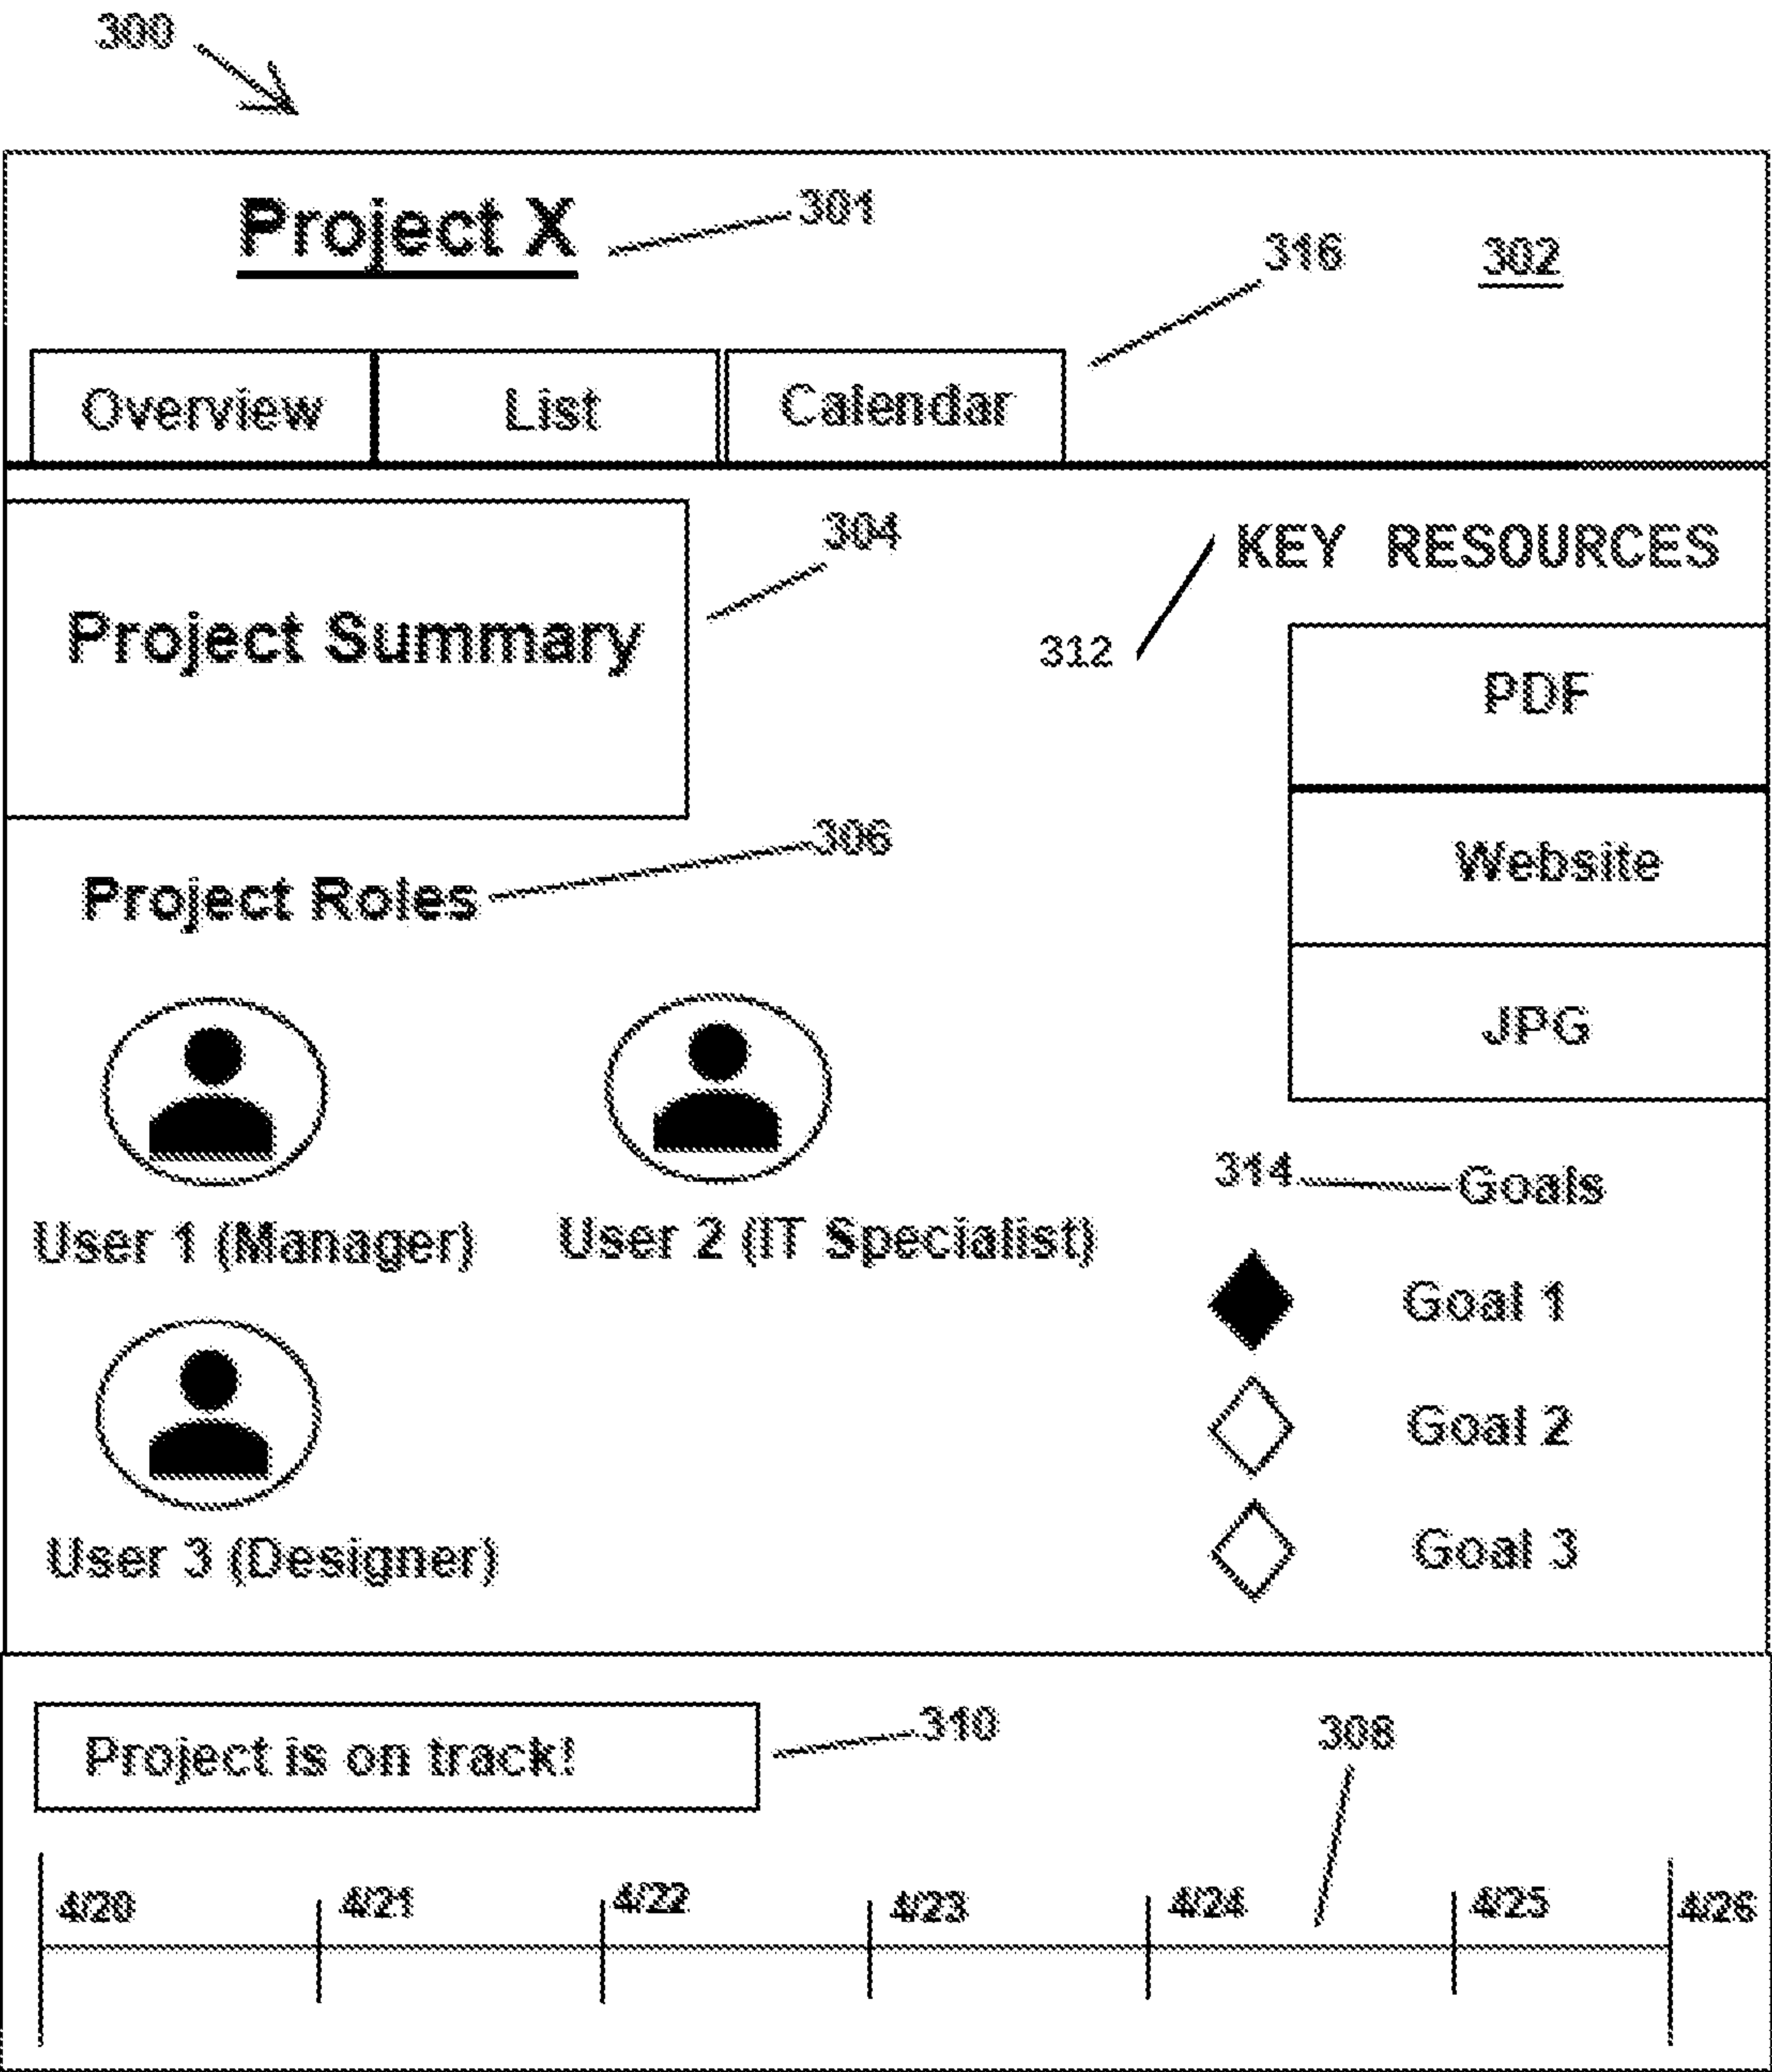 300
Project X
301
316
302
Overview
List
Calendar
304
KEY RESOURCES
Project Summary
312
PDF
306
Website
Project Roles
JPG
314
Goals
User 1 (Manager)
User 2 (IT Specialist)
Goal 1
Goal 2
User 3 (Designer)
Goal 3
Project is on track!
310
308
4/20
4/21
4/22
4/23
4/24
4/25
4/26